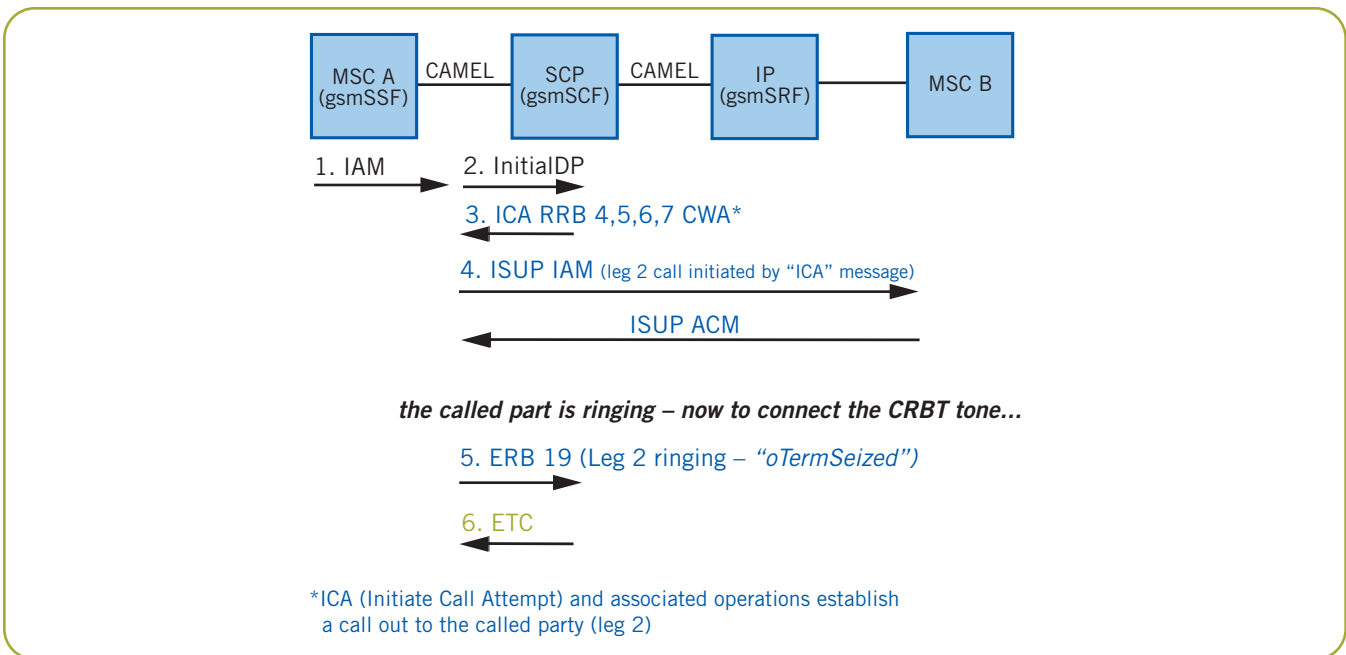 MSC A
(gsmSSF)
CAMEL
SCP
(gsmSCF)
CAMEL
IP
(gsmSRF)
MSC B
1. IAM
2. InitialDP
3. ICA RRB 4,5,6,7 CWA*
4. ISUP IAM (leg 2 call initiated by “ICA” message)
ISUP ACM
the called part is ringing – now to connect the CRBT tone...
5. ERB 19 (Leg 2 ringing – “oTermSeized”)
6. ETC
*ICA (Initiate Call Attempt) and associated operations establish
a call out to the called party (leg 2)